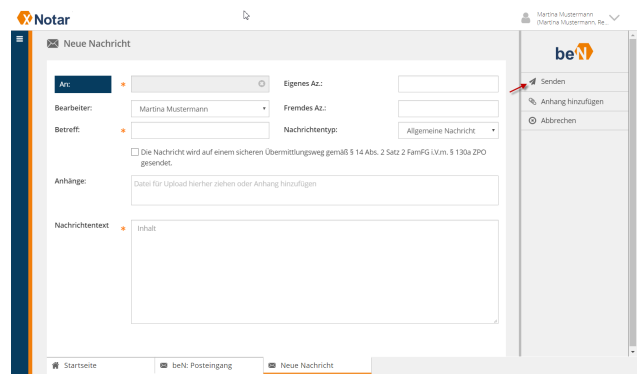 XNotar
Martina Mustermann
(Martina Mustermann, Re...
Neue Nachricht
beN
An: *
Eigenes Az.:
Senden
Bearbeiter: Martina Mustermann
Fremdes Az.:
Anhang hinzufügen
Betreff: *
Nachrichtentyp: Allgemeine Nachricht
Abbrechen
Die Nachricht wird auf einem sicheren Übermittlungsweg gemäß § 14 Abs. 2 Satz 2 FamFG i.V.m. § 130a ZPO
gesendet.
Anhänge: Datei für Upload hierher ziehen oder Anhang hinzufügen
Nachrichtentext * Inhalt
Startseite
beN: Posteingang
Neue Nachricht